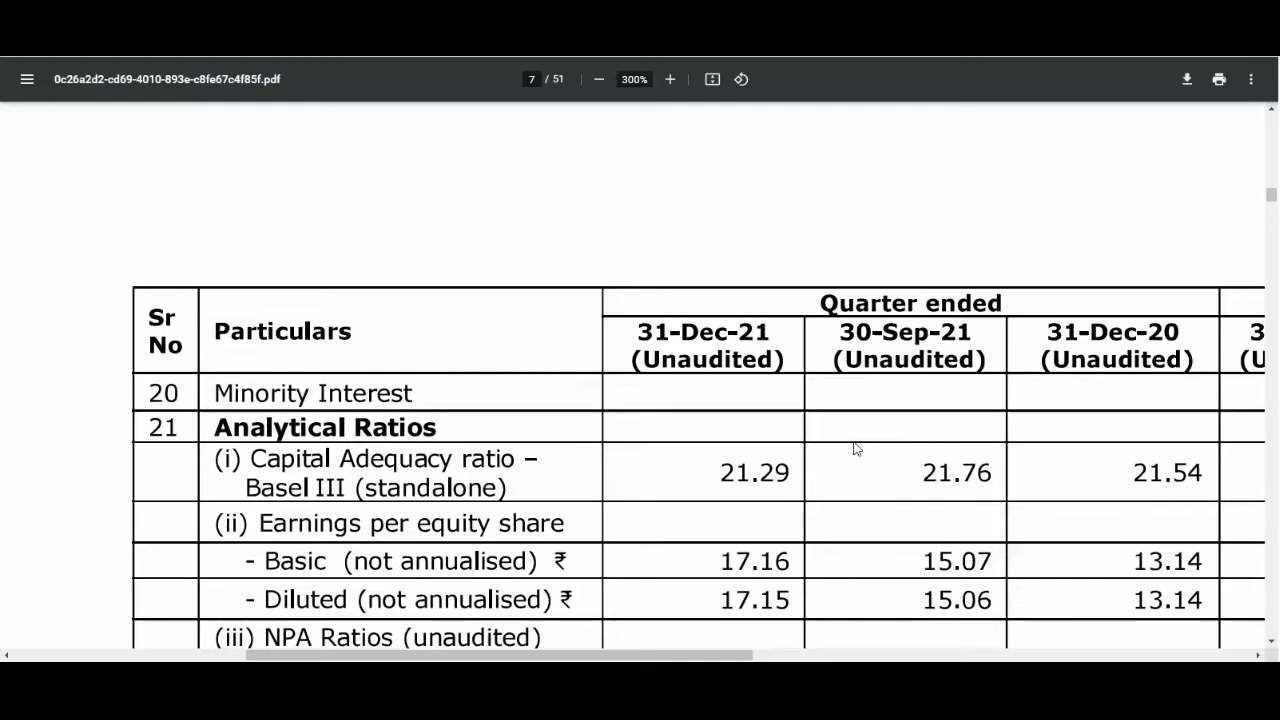 0c26a2d2-cd69-4010-893e-c8fe67c4f85f.pdf 7 / 51 300%
Quarter ended
Sr No Particulars 31-Dec-21 (Unaudited) 30-Sep-21 (Unaudited) 31-Dec-20 (Unaudited) 3 (U
20 Minority Interest
21 Analytical Ratios
(i) Capital Adequacy ratio –
Basel III (standalone) 21.29 21.76 21.54
(ii) Earnings per equity share
- Basic (not annualised) ₹ 17.16 15.07 13.14
- Diluted (not annualised) ₹ 17.15 15.06 13.14
(iii) NPA Ratios (unaudited)